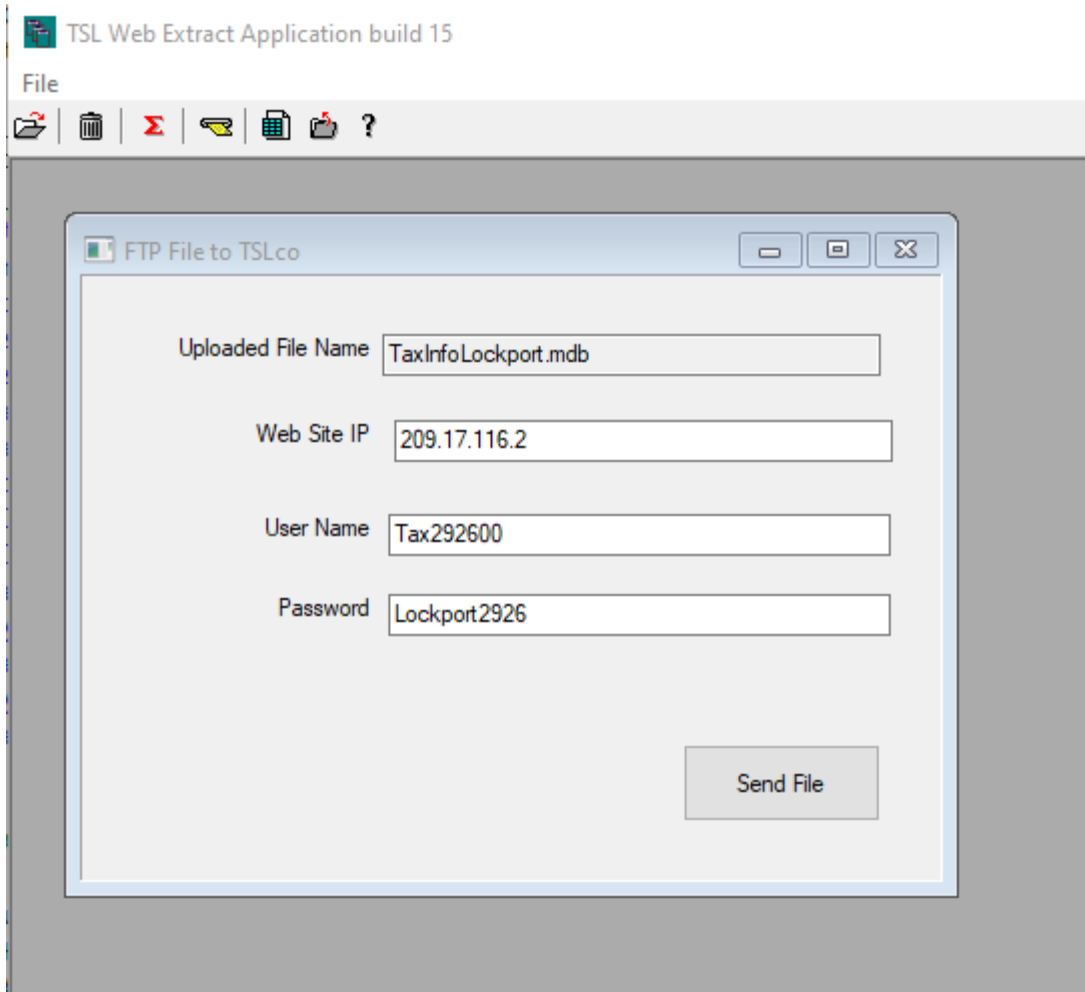 TSL Web Extract Application build 15
File
Σ ?
FTP File to TSLco
Uploaded File Name TaxInfoLockport.mdb
Web Site IP 209.17.116.2
User Name Tax292600
Password Lockport2926
Send File